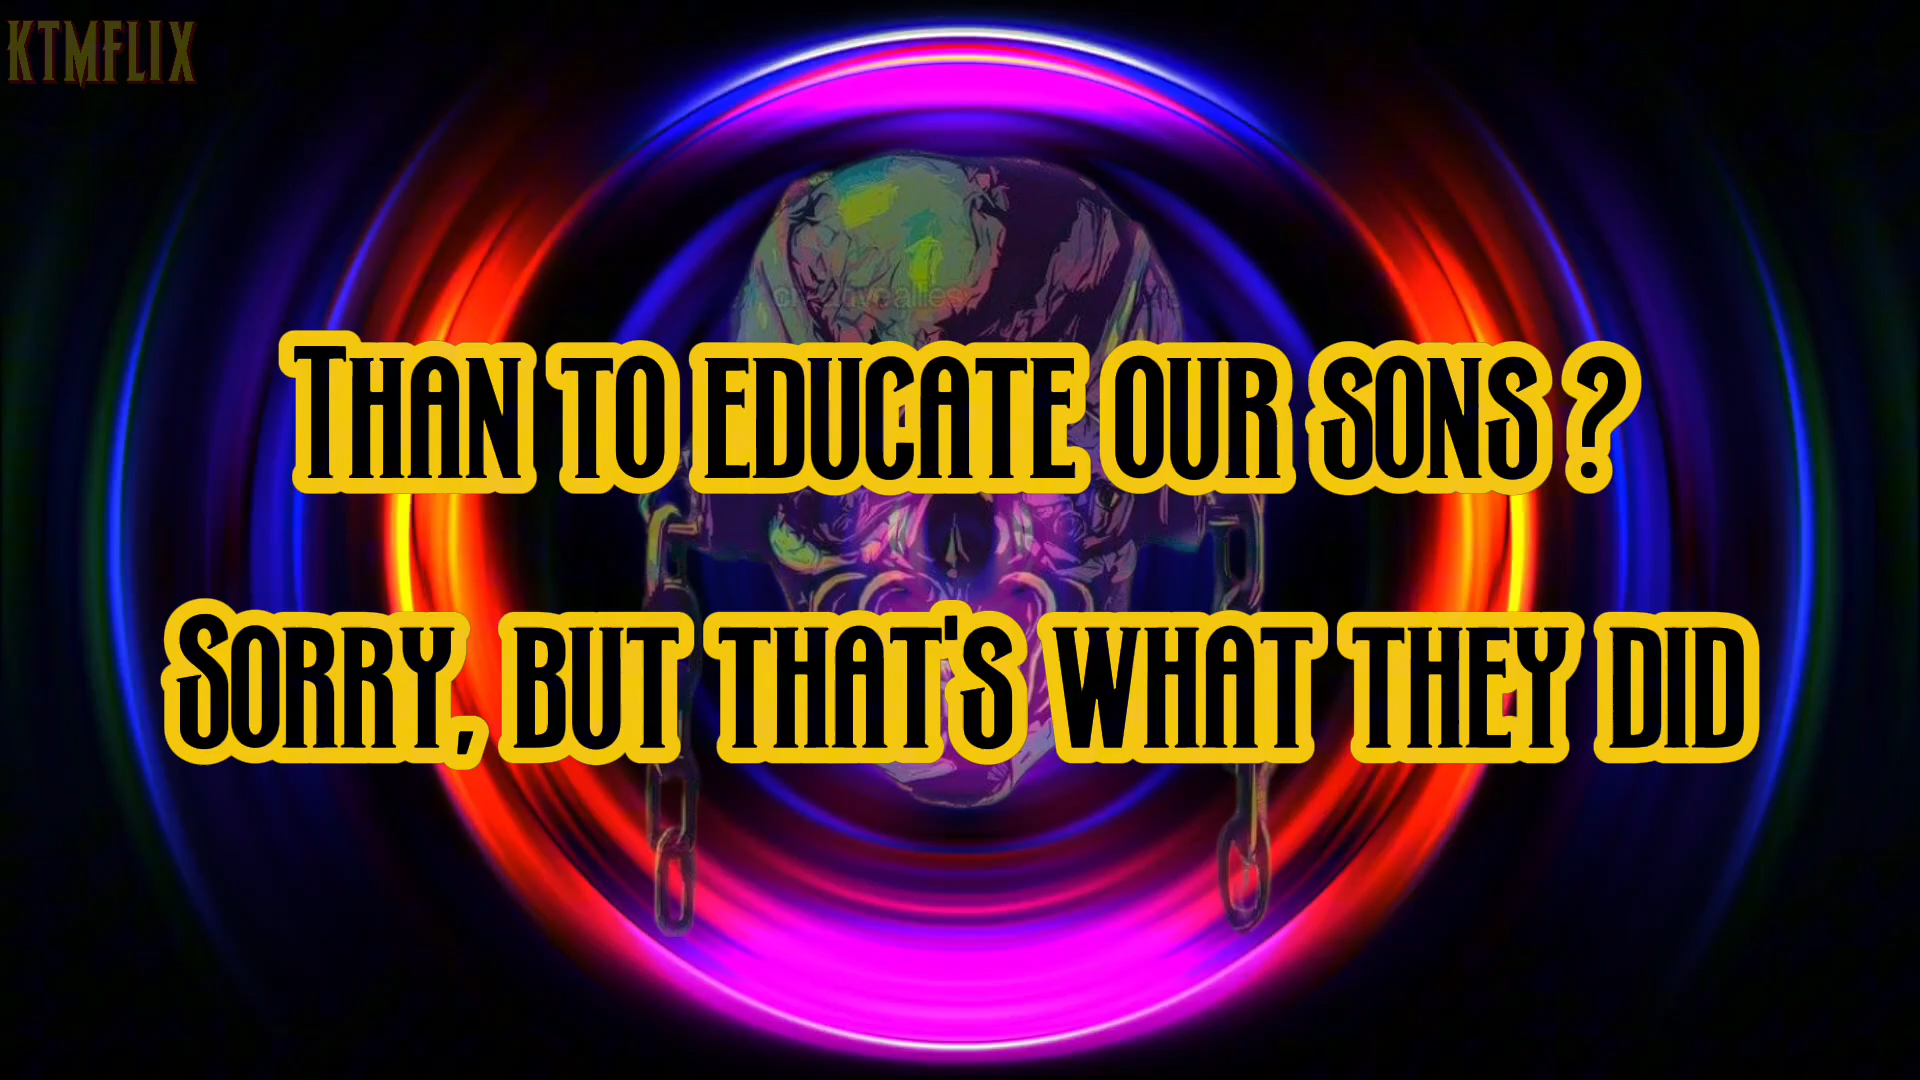 KTMFLIX
Than to educate our sons ?
Sorry, but that's what they did